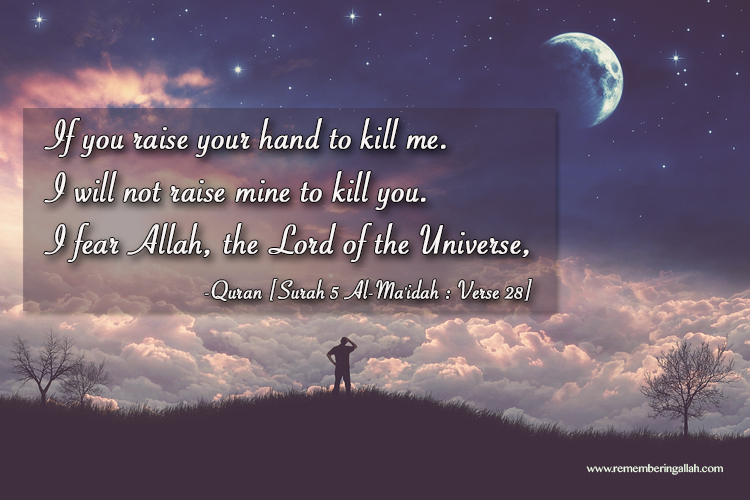 If you raise your hand to kill me.
I will not raise mine to kill you.
I fear Allah, the Lord of the Universe,
-Quran [Surah 5 Al-Ma'idah : Verse 28]
www.rememberingallah.com